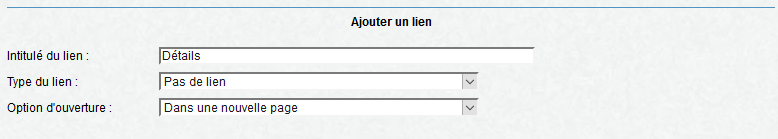 Ajouter un lien
Intitulé du lien : Détails
Type du lien : Pas de lien
Option d'ouverture : Dans une nouvelle page